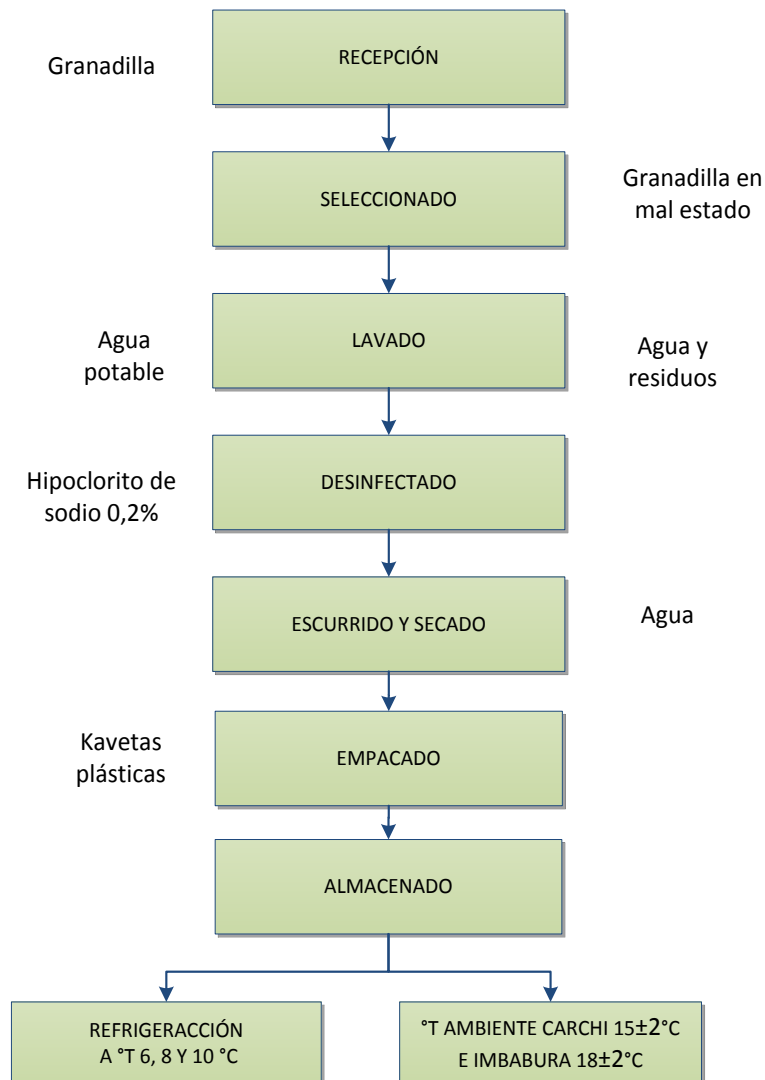 Granadilla
RECEPCIÓN
SELECCIONADO
Granadilla en
mal estado
Agua
potable
LAVADO
Agua y
residuos
Hipoclorito de
sodio 0,2%
DESINFECTADO
ESCURRIDO Y SECADO
Agua
Kavetas
plásticas
EMPACADO
ALMACENADO
REFRIGERACCIÓN
A °T 6, 8 Y 10 °C
°T AMBIENTE CARCHI 15±2°C
E IMBABURA 18±2°C